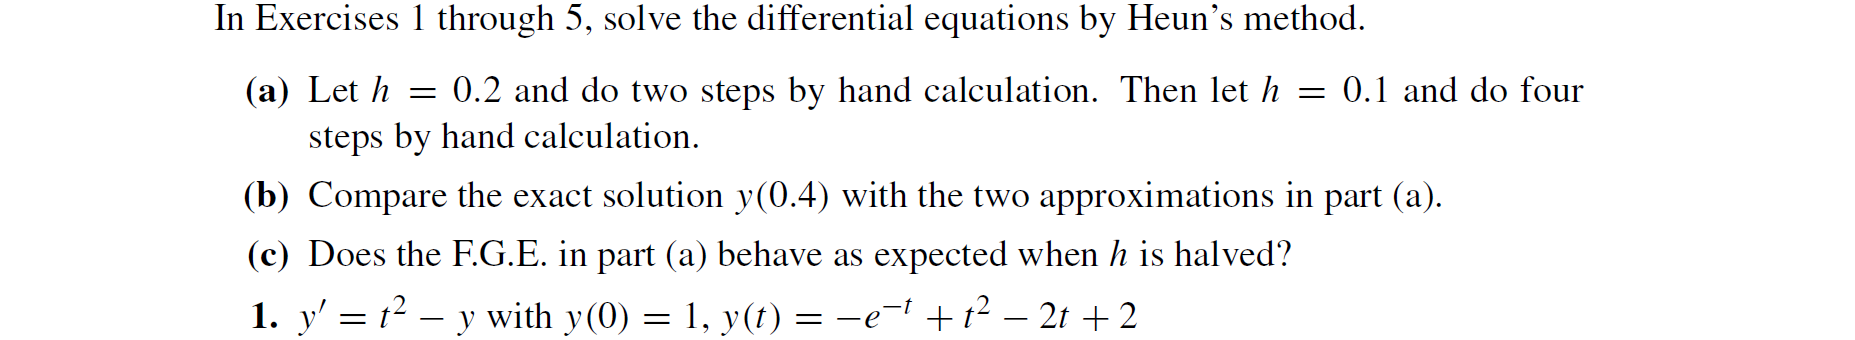 In Exercises 1 through 5, solve the differential equations by Heun’s method.
(a) Let h = 0.2 and do two steps by hand calculation. Then let h = 0.1 and do four
steps by hand calculation.
(b) Compare the exact solution y(0.4) with the two approximations in part (a).
(c) Does the F.G.E. in part (a) behave as expected when h is halved?
1. y′ = t² − y with y(0) = 1, y(t) = −e⁻ᵗ + t² − 2t + 2